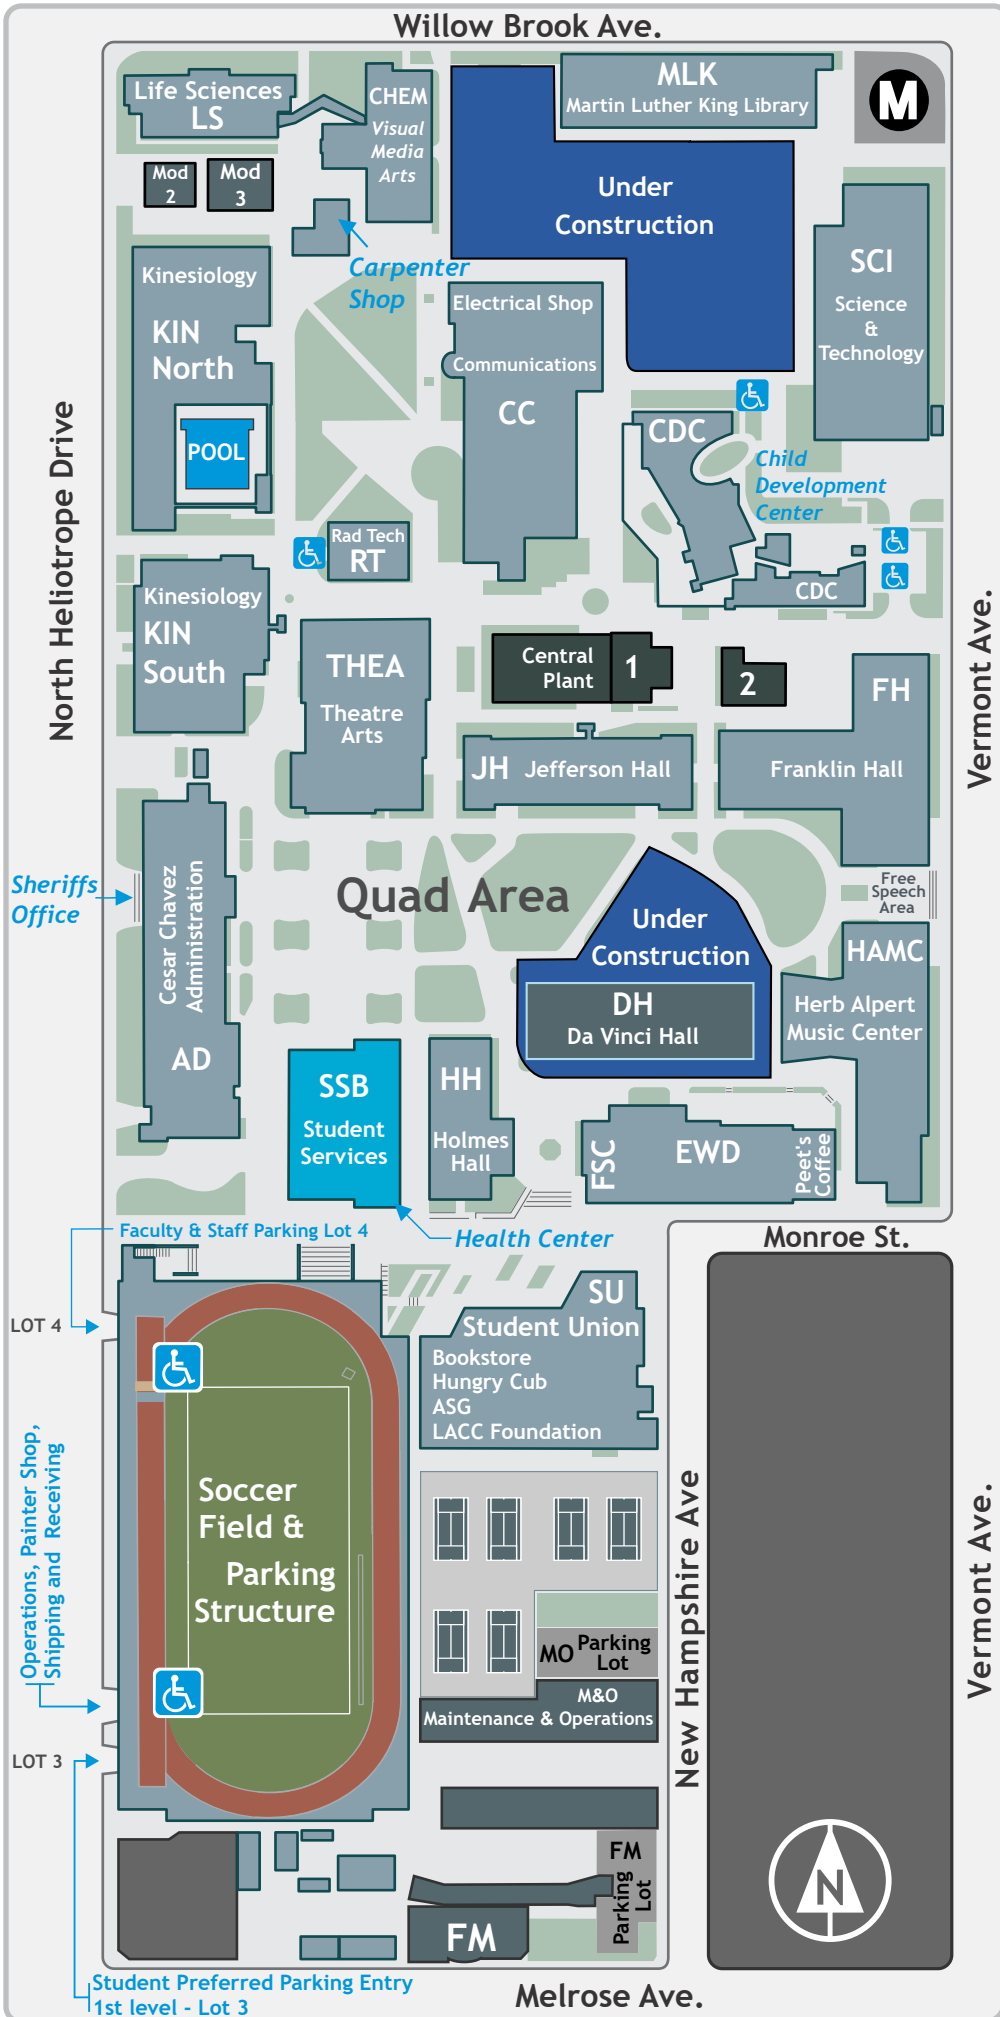 Willow Brook Ave.
Life Sciences
LS
CHEM
Visual
Media
Arts
MLK
Martin Luther King Library
M
Mod
2
Mod
3
Under
Construction
Carpenter
Shop
SCI
Science
&
Technology
Kinesiology
KIN
North
POOL
Electrical Shop
Communications
CC
CDC
Child
Development
Center
CDC
Rad Tech
RT
North Heliotrope Drive
Vermont Ave.
Kinesiology
KIN
South
THEA
Theatre
Arts
Central
Plant
1
2
FH
Franklin Hall
JH Jefferson Hall
Sheriffs
Office
Cesar Chavez
Administration
AD
Quad Area
Free
Speech
Area
Under
Construction
DH
Da Vinci Hall
HAMC
Herb Alpert
Music Center
SSB
Student
Services
HH
Holmes
Hall
FSC
EWD
Peet's
Coffee
Faculty & Staff Parking Lot 4
Health Center
Monroe St.
LOT 4
SU
Student Union
Bookstore
Hungry Cub
ASG
LACC Foundation
Operations, Painter Shop,
Shipping and Receiving
Soccer
Field &
Parking
Structure
New Hampshire Ave
Vermont Ave.
MO Parking
Lot
M&O
Maintenance & Operations
LOT 3
FM
Parking
Lot
FM
N
Student Preferred Parking Entry
1st level - Lot 3
Melrose Ave.